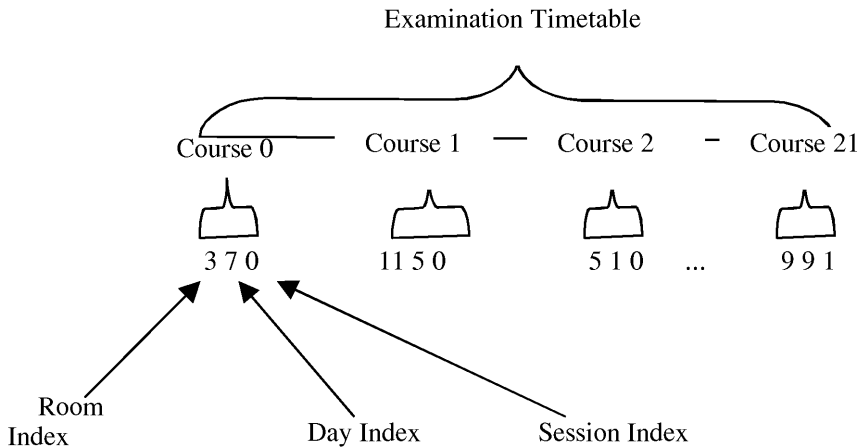 Examination Timetable
Course 0 — Course 1 — Course 2 – Course 21
3 7 0 11 5 0 5 1 0 ... 9 9 1
Room
Index Day Index Session Index